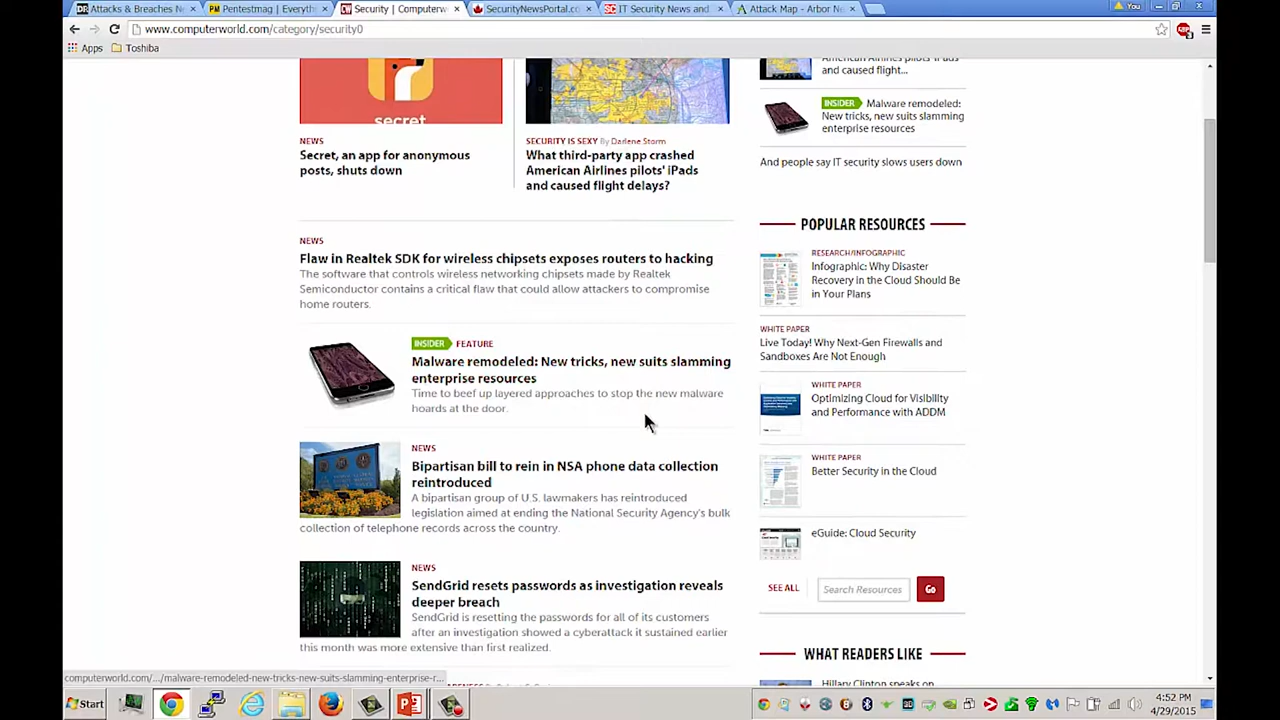 Attacks & Breaches Ne
Pentestmag | Everythi
Security | Computerw
SecurityNewsPortal.co
IT Security News and
Attack Map - Arbor Ne
You
www.computerworld.com/category/security0
Apps
Toshiba
secret
NEWS
Secret, an app for anonymous
posts, shuts down
SECURITY IS SEXY By Darlene Storm
What third-party app crashed
American Airlines pilots' iPads
and caused flight delays?
NEWS
Flaw in Realtek SDK for wireless chipsets exposes routers to hacking
The software that controls wireless networking chipsets made by Realtek
Semiconductor contains a critical flaw that could allow attackers to compromise
home routers.
INSIDER FEATURE
Malware remodeled: New tricks, new suits slamming
enterprise resources
Time to beef up layered approaches to stop the new malware
hoards at the door.
NEWS
Bipartisan bill to rein in NSA phone data collection
reintroduced
A bipartisan group of U.S. lawmakers has reintroduced
legislation aimed at ending the National Security Agency's bulk
collection of telephone records across the country.
NEWS
SendGrid resets passwords as investigation reveals
deeper breach
SendGrid is resetting the passwords for all of its customers
after an investigation showed a cyberattack it sustained earlier
this month was more extensive than first realized.
American Airlines pilots' iPads
and caused flight...
INSIDER Malware remodeled:
New tricks, new suits slamming
enterprise resources
And people say IT security slows users down
POPULAR RESOURCES
RESEARCH/INFOGRAPHIC
Infographic: Why Disaster
Recovery in the Cloud Should Be
in Your Plans
WHITE PAPER
Live Today! Why Next-Gen Firewalls and
Sandboxes Are Not Enough
WHITE PAPER
Optimizing Cloud for Visibility
and Performance with ADDM
WHITE PAPER
Better Security in the Cloud
eGuide: Cloud Security
SEE ALL
Search Resources
Go
WHAT READERS LIKE
Hillary Clinton speaks on
computerworld.com/.../malware-remodeled-new-tricks-new-suits-slamming-enterprise-r...
Start
4:52 PM
4/29/2015